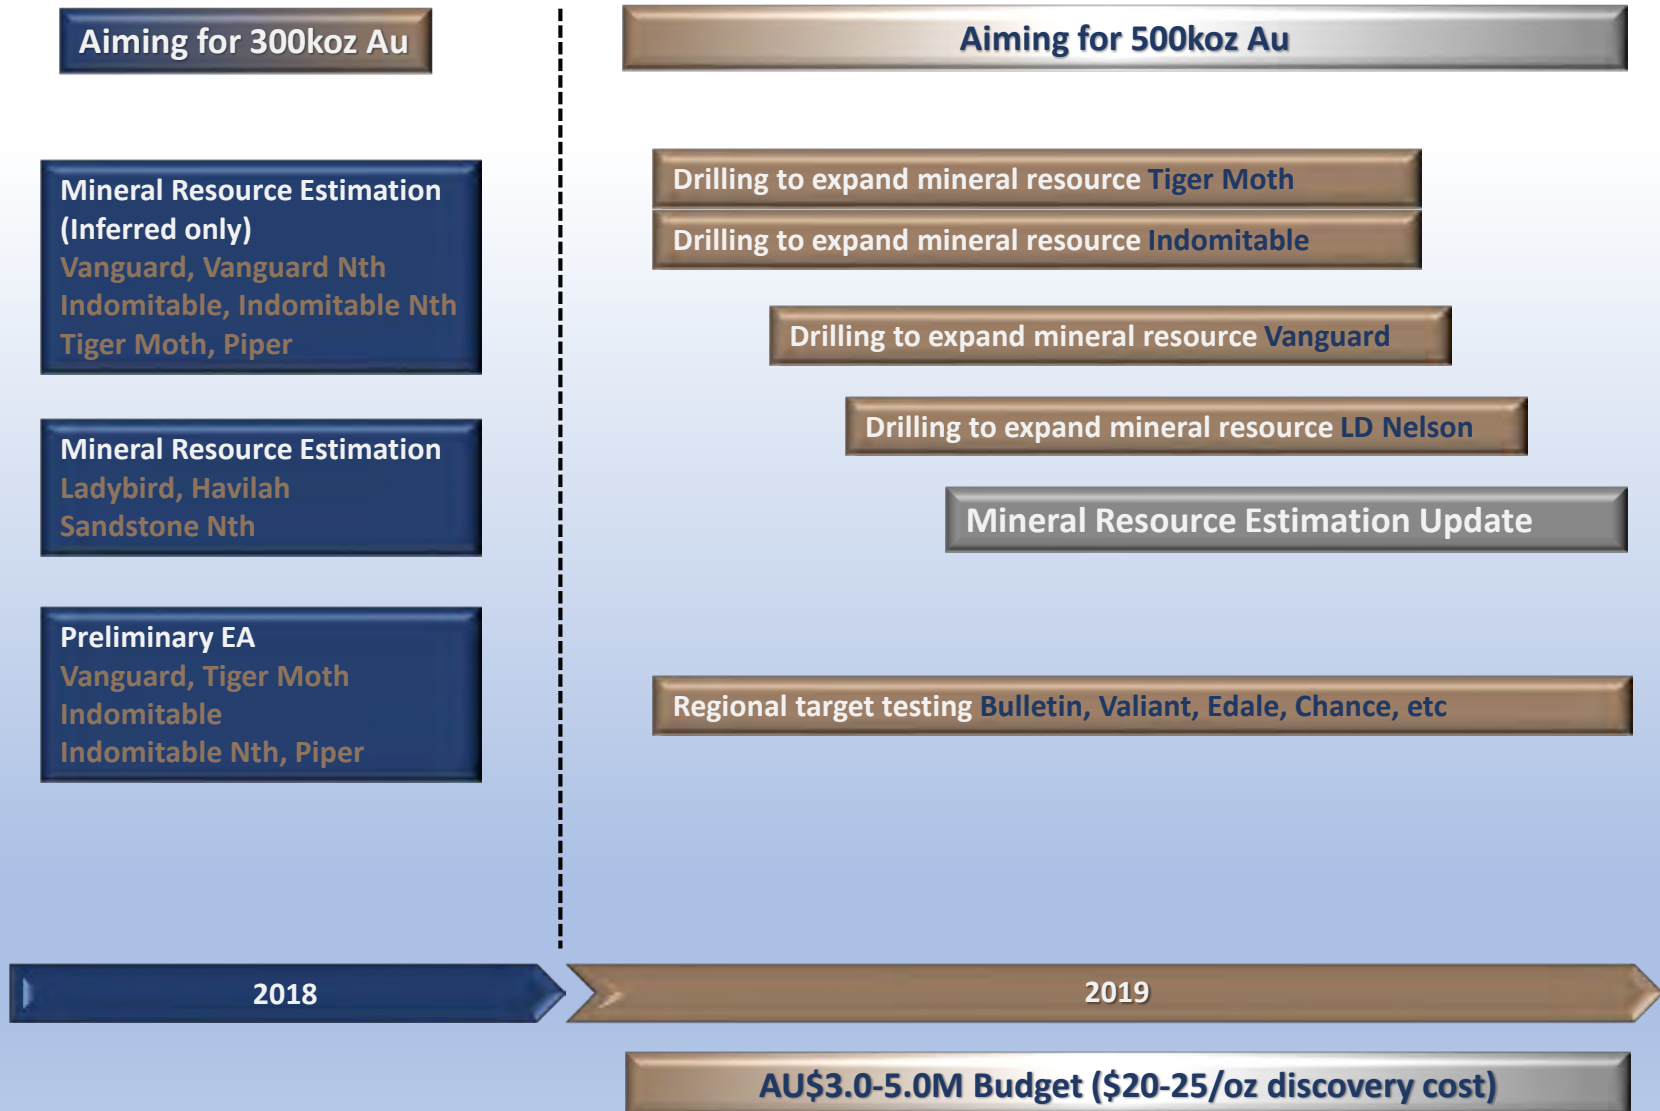 Aiming for 300koz Au
Aiming for 500koz Au
Mineral Resource Estimation
(Inferred only)
Vanguard, Vanguard Nth
Indomitable, Indomitable Nth
Tiger Moth, Piper
Mineral Resource Estimation
Ladybird, Havilah
Sandstone Nth
Preliminary EA
Vanguard, Tiger Moth
Indomitable
Indomitable Nth, Piper
Drilling to expand mineral resource Tiger Moth
Drilling to expand mineral resource Indomitable
Drilling to expand mineral resource Vanguard
Drilling to expand mineral resource LD Nelson
Mineral Resource Estimation Update
Regional target testing Bulletin, Valiant, Edale, Chance, etc
2018
2019
AU$3.0-5.0M Budget ($20-25/oz discovery cost)